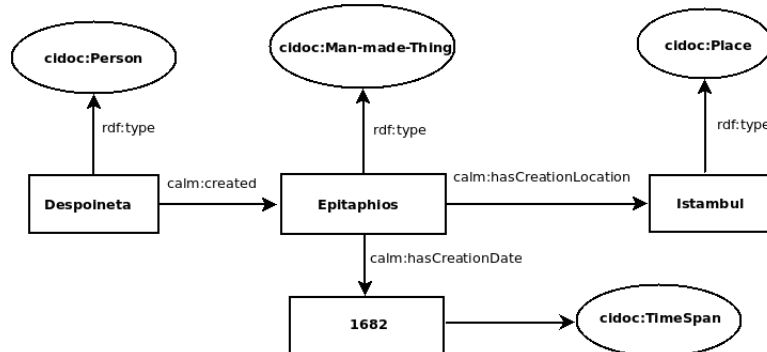 cidoc:Person
cidoc:Man-made-Thing
cidoc:Place
rdf:type
rdf:type
rdf:type
Despoineta
calm:created
Epitaphios
calm:hasCreationLocation
Istambul
calm:hasCreationDate
1682
cidoc:TimeSpan